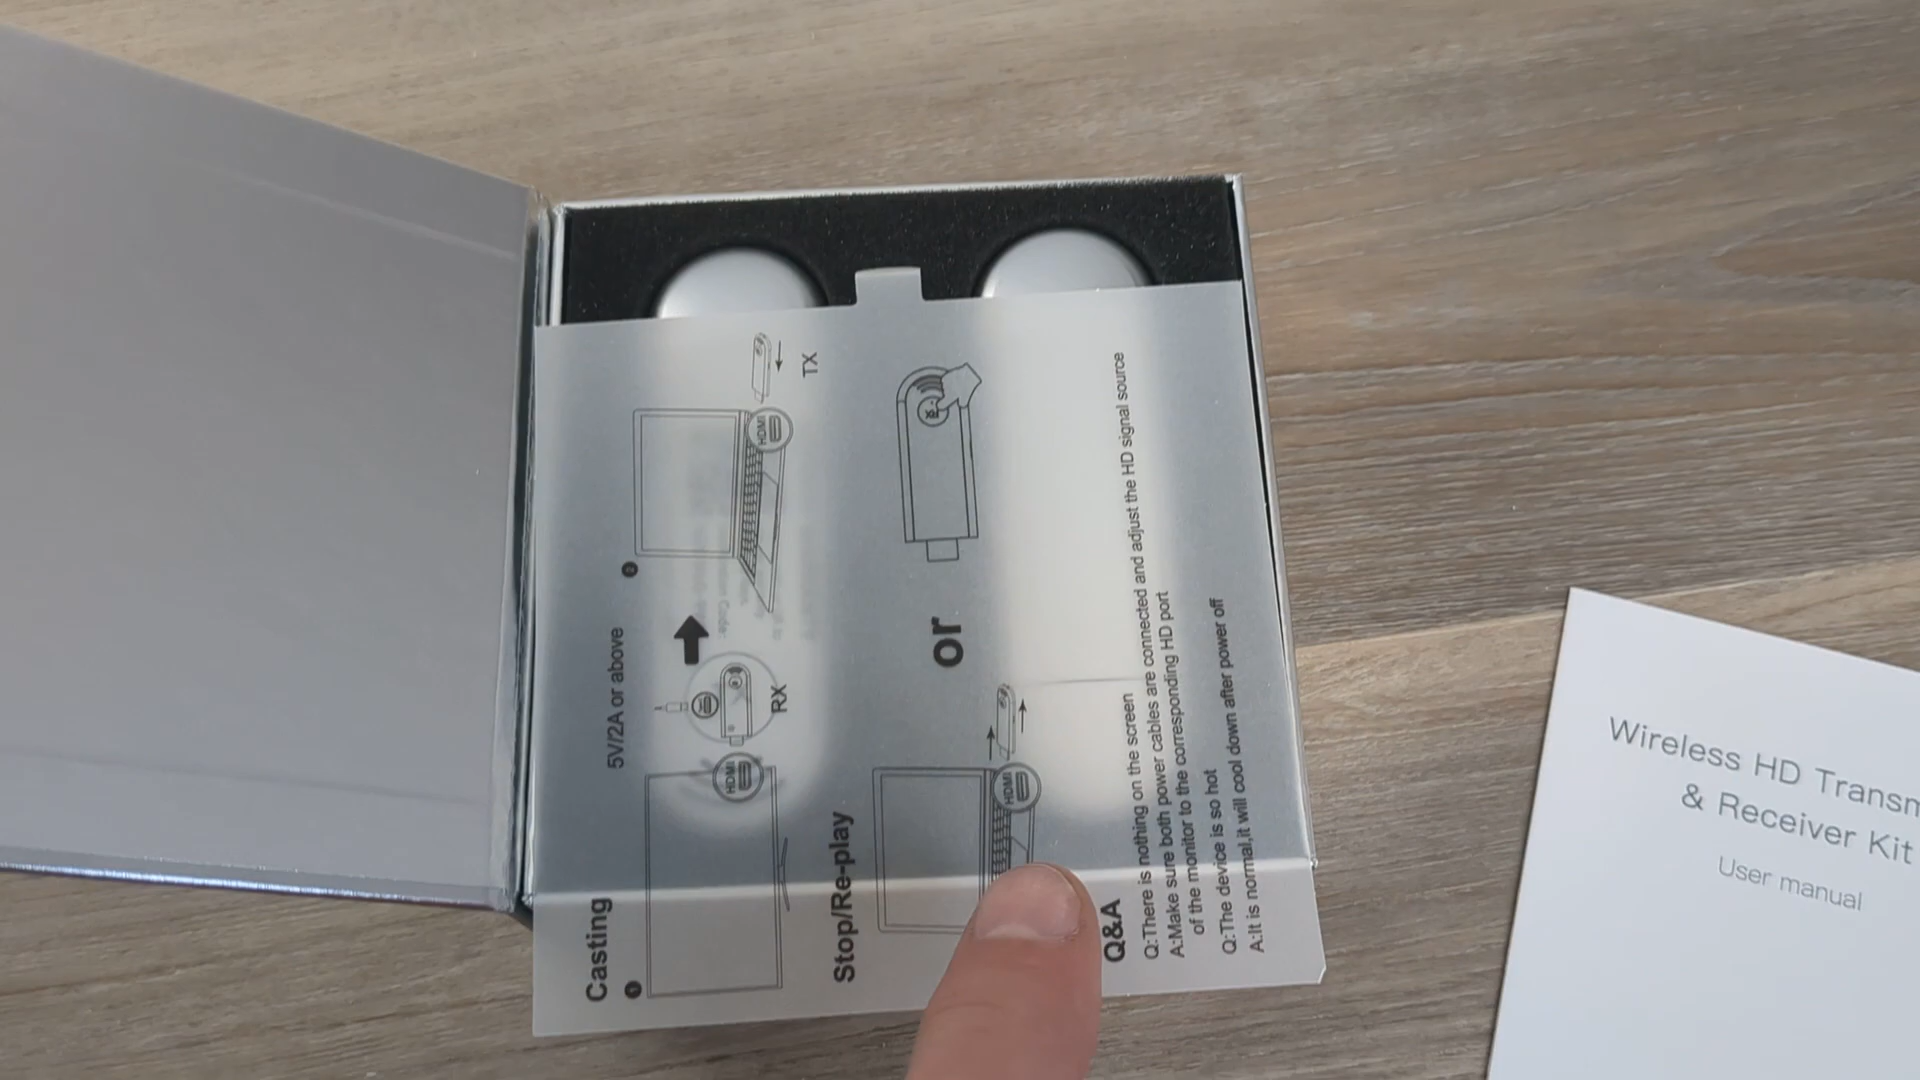 Casting
1
5V/2A or above
2
HDMI
RX
HDMI
TX
Stop/Re-play
HDMI
or
Q&A
Q:There is nothing on the screen
A:Make sure both power cables are connected and adjust the HD signal source
of the monitor to the corresponding HD port
Q:The device is so hot
A:It is normal,it will cool down after power off
Wireless HD
& Receiver Kit
User manual